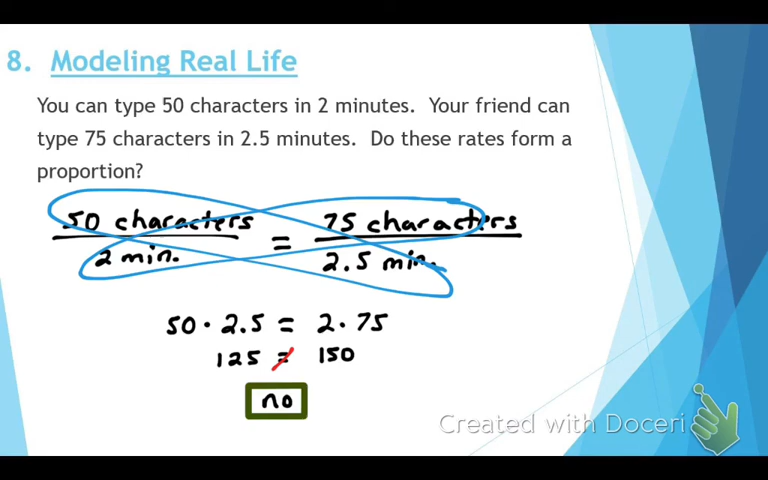 8. Modeling Real Life
You can type 50 characters in 2 minutes. Your friend can
type 75 characters in 2.5 minutes. Do these rates form a
proportion?
50 characters = 75 characters
2 min. 2.5 min.
50 · 2.5 = 2 · 75
125 ≠ 150
no
Created with Doceri